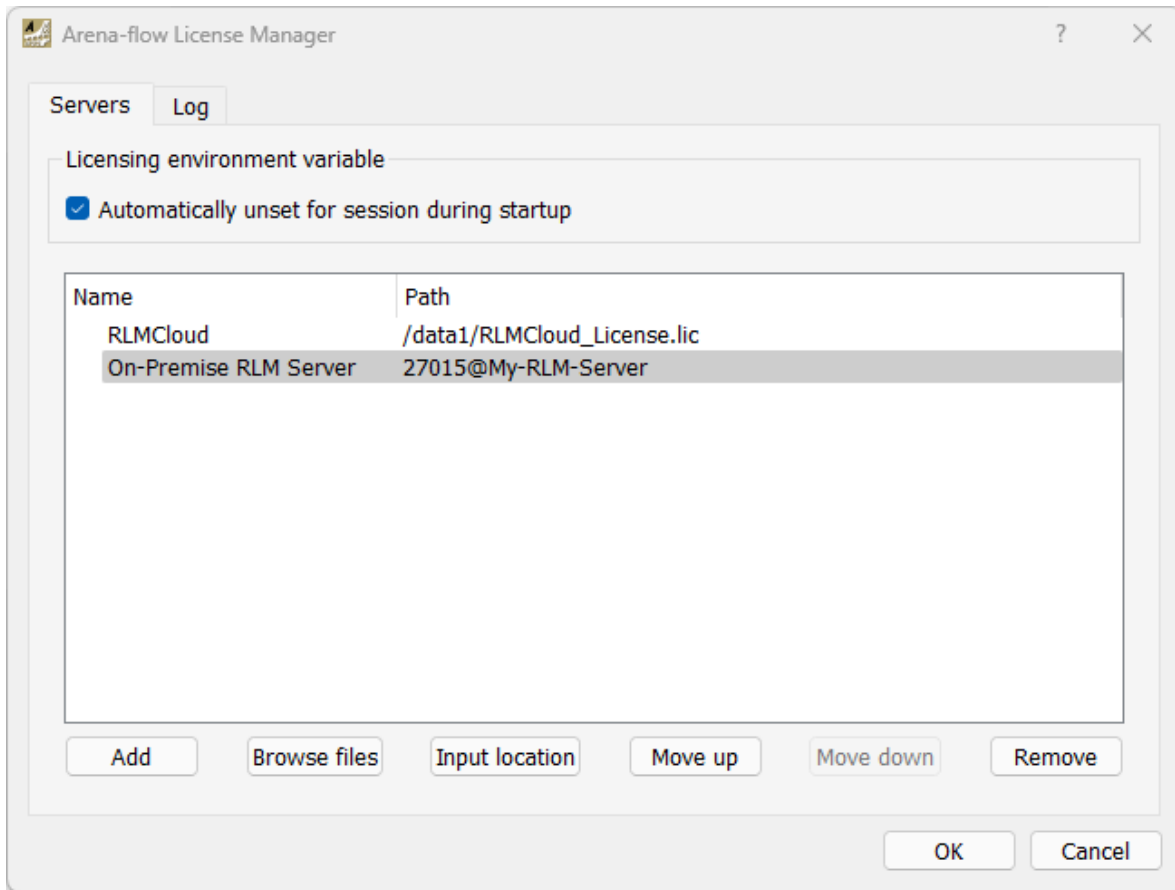 Arena-flow License Manager ?
Servers Log
Licensing environment variable
Automatically unset for session during startup
Name Path
RLMCloud /data1/RLMCloud_License.lic
On-Premise RLM Server 27015@My-RLM-Server
Add Browse files Input location Move up Move down Remove
OK Cancel